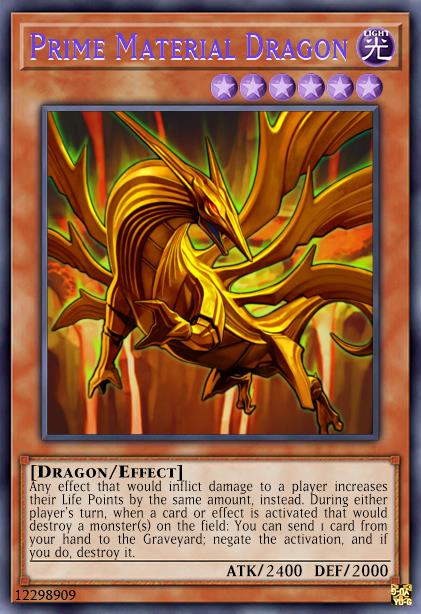 PRIME MATERIAL DRAGON
LIGHT
光
[DRAGON/EFFECT]
Any effect that would inflict damage to a player increases
their Life Points by the same amount, instead. During either
player's turn, when a card or effect is activated that would
destroy a monster(s) on the field: You can send 1 card from
your hand to the Graveyard; negate the activation, and if
you do, destroy it.
ATK/2400 DEF/2000
12298909